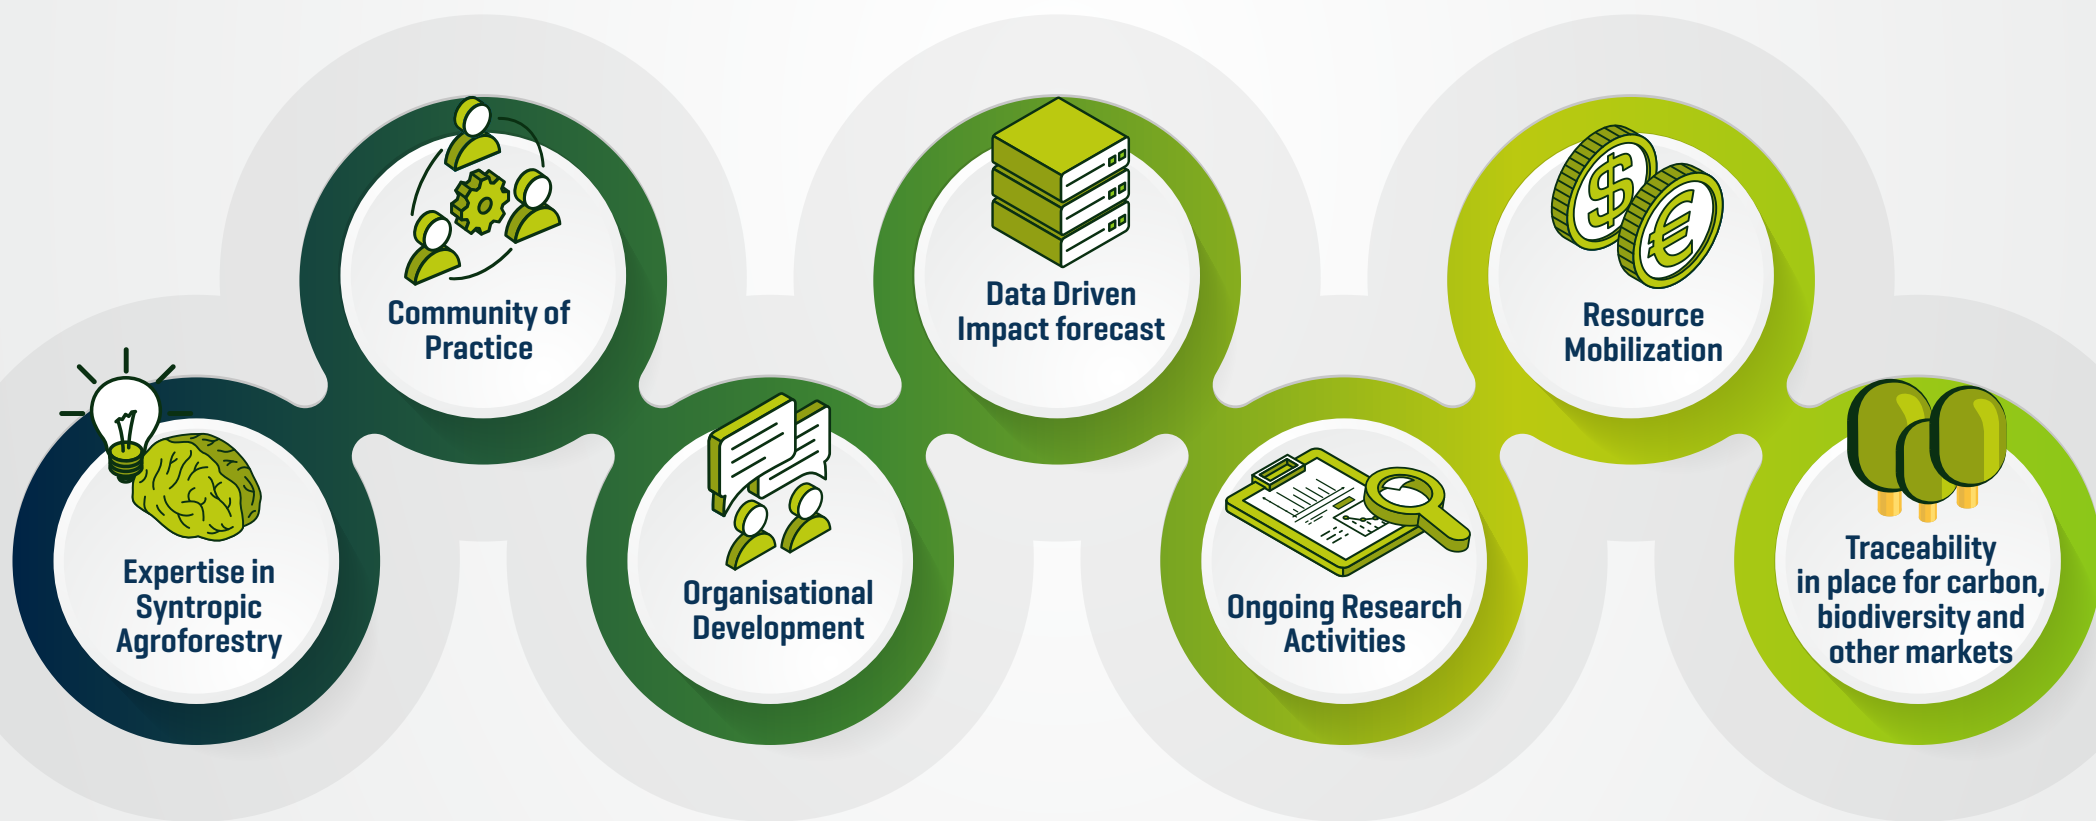 Expertise in
Syntropic
Agroforestry
Community of
Practice
Organisational
Development
Data Driven
Impact forecast
Ongoing Research
Activities
Resource
Mobilization
Traceability
in place for carbon,
biodiversity and
other markets